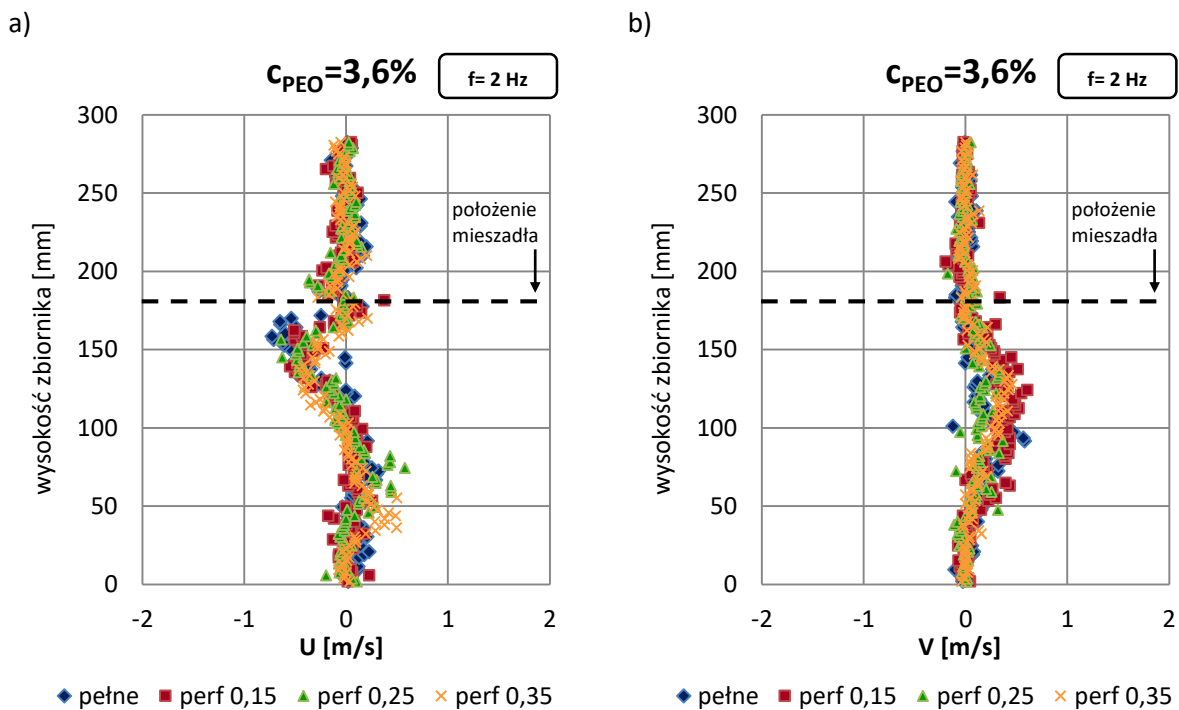 a)
c_PEO=3,6%
f= 2 Hz
300
250
200
150
100
50
0
wysokość zbiornika [mm]
położenie
mieszadła
-2 -1 0 1 2
U [m/s]
pełne perf 0,15 perf 0,25 perf 0,35
b)
c_PEO=3,6%
f= 2 Hz
300
250
200
150
100
50
0
wysokość zbiornika [mm]
położenie
mieszadła
-2 -1 0 1 2
V [m/s]
pełne perf 0,15 perf 0,25 perf 0,35